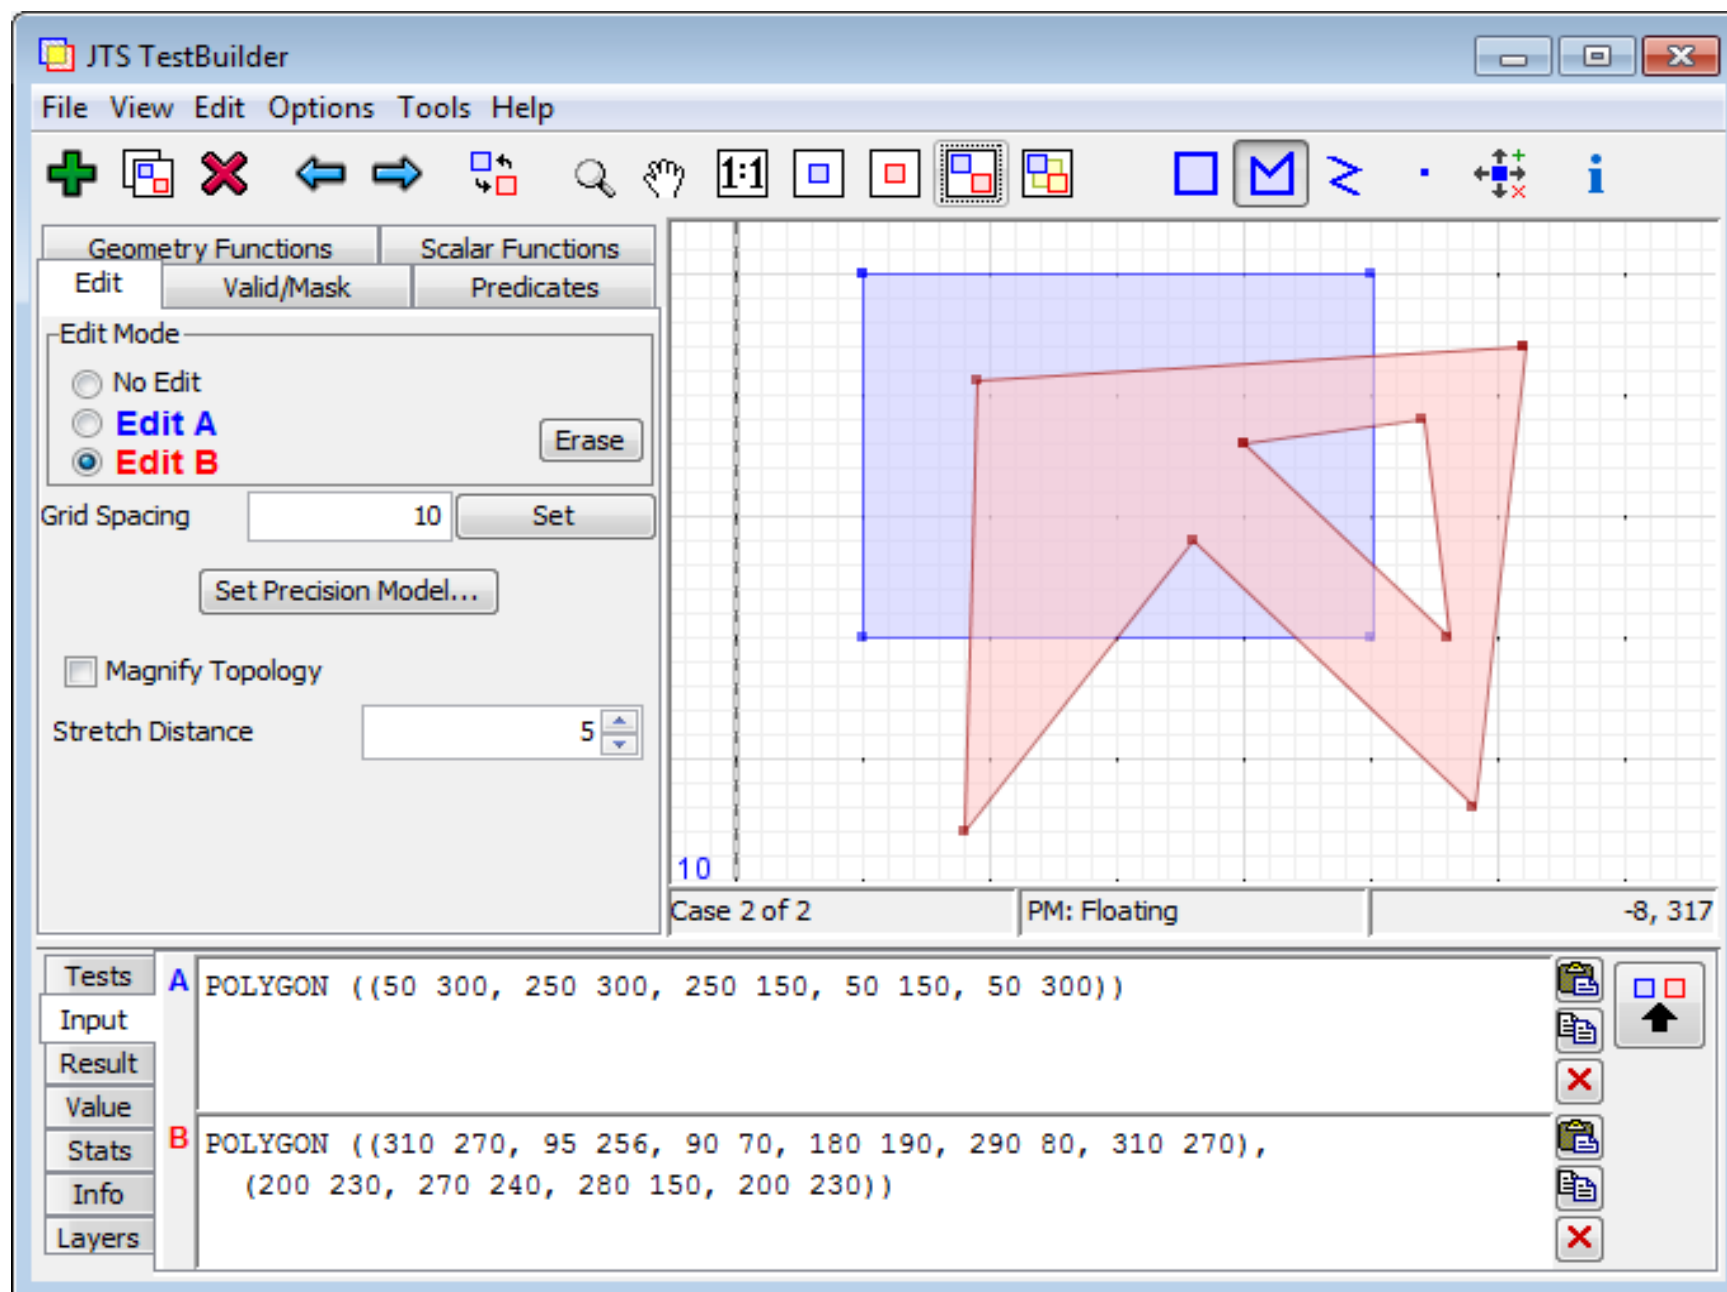 JTS TestBuilder
File View Edit Options Tools Help
1:1
i
Geometry Functions Scalar Functions
Edit Valid/Mask Predicates
Edit Mode
No Edit
Edit A
Edit B
Erase
Grid Spacing 10 Set
Set Precision Model...
Magnify Topology
Stretch Distance 5
10
Case 2 of 2 PM: Floating -8, 317
Tests
Input
Result
Value
Stats
Info
Layers
A POLYGON ((50 300, 250 300, 250 150, 50 150, 50 300))
B POLYGON ((310 270, 95 256, 90 70, 180 190, 290 80, 310 270),
(200 230, 270 240, 280 150, 200 230))